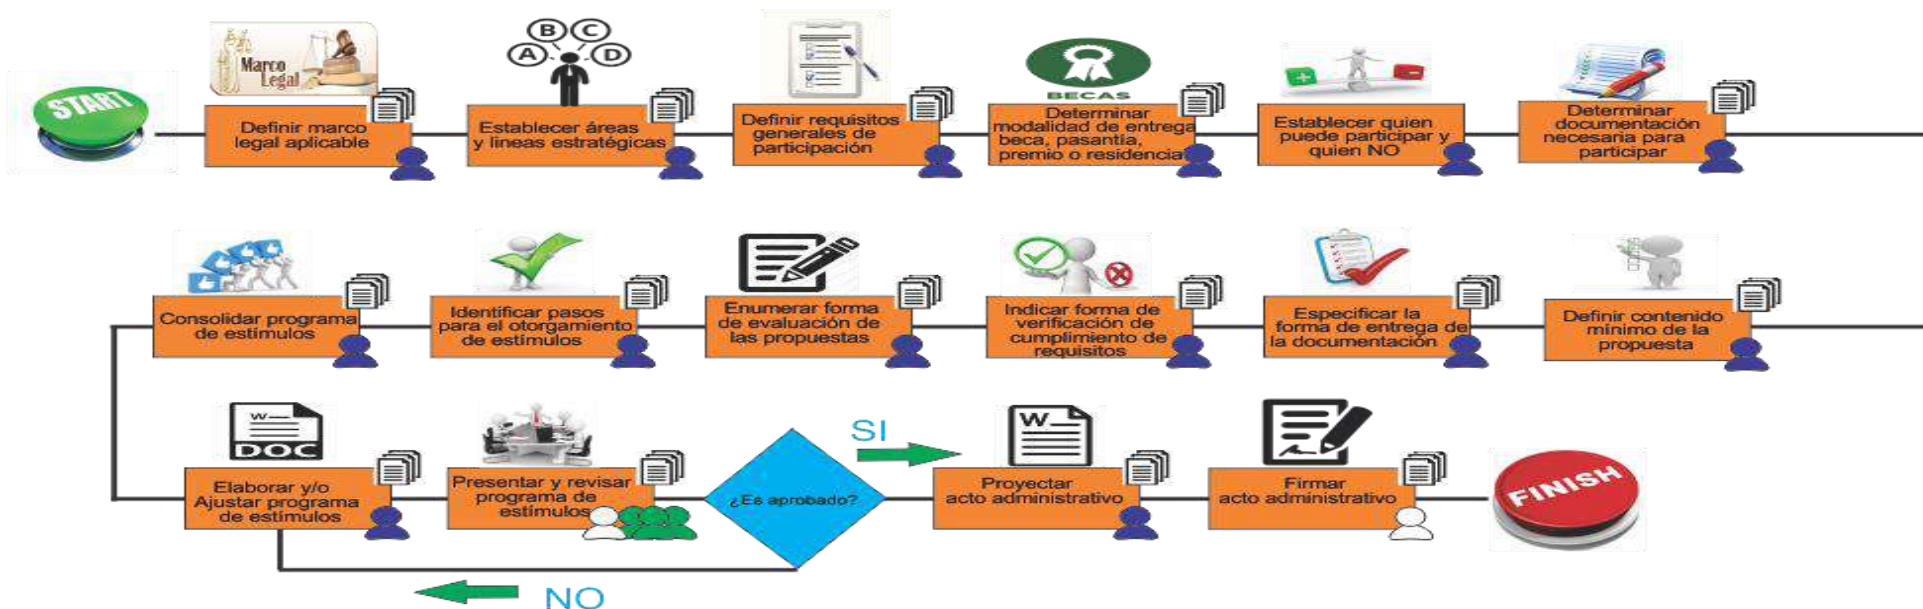 START
Marco
Legal
Definir marco
legal aplicable
A B C D
Establecer áreas
y lineas estratégicas
Definir requisitos
generales de
participación
BECAS
Determinar
modalidad de entrega
beca, pasantía,
premio o residencia
Establecer quien
puede participar y
quien NO
Determinar
documentación
necesaria para
participar
Consolidar programa
de estímulos
Identificar pasos
para el otorgamiento
de estímulos
Enumerar forma
de evaluación de
las propuestas
Indicar forma de
verificación de
cumplimiento de
requisitos
Especificar la
forma de entrega de
la documentación
Definir contenido
mínimo de la
propuesta
W
DOC
Elaborar y/o
Ajustar programa
de estímulos
Presentar y revisar
programa de
estímulos
¿Es aprobado?
SI
NO
W
Proyectar
acto administrativo
Firmar
acto administrativo
FINISH